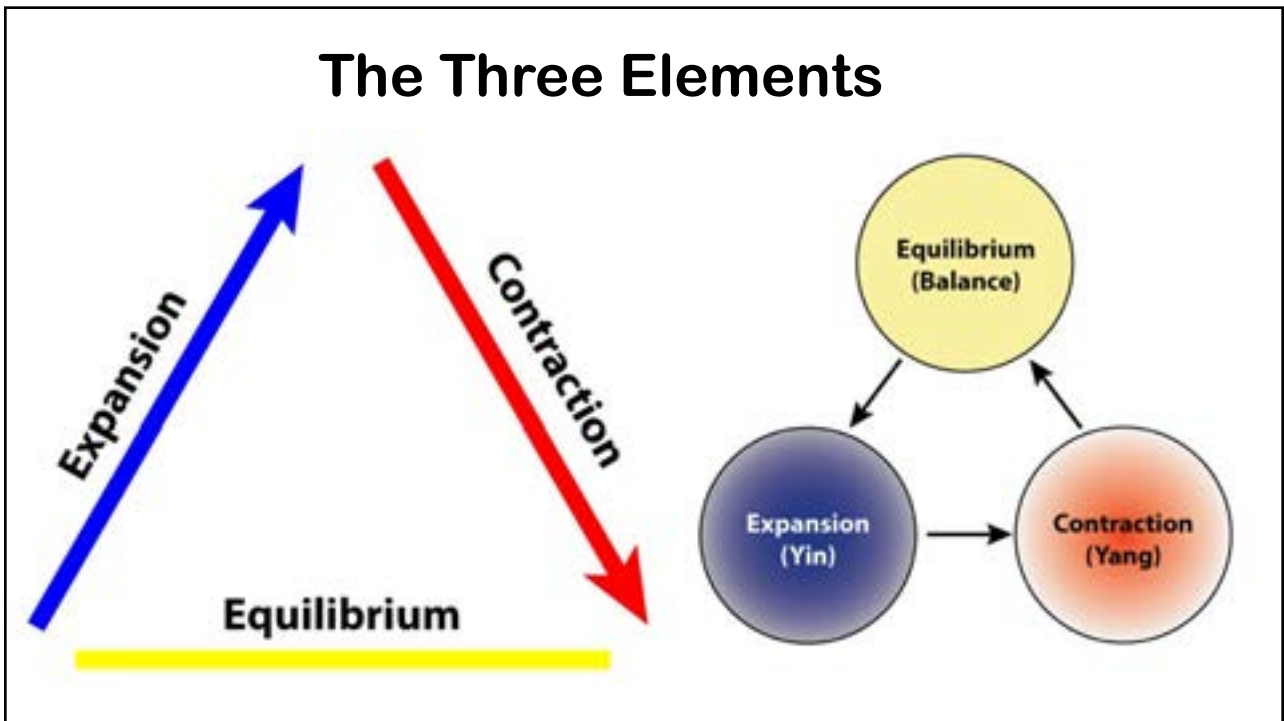 The Three Elements
Expansion
Contraction
Equilibrium
Equilibrium
(Balance)
Expansion
(Yin)
Contraction
(Yang)